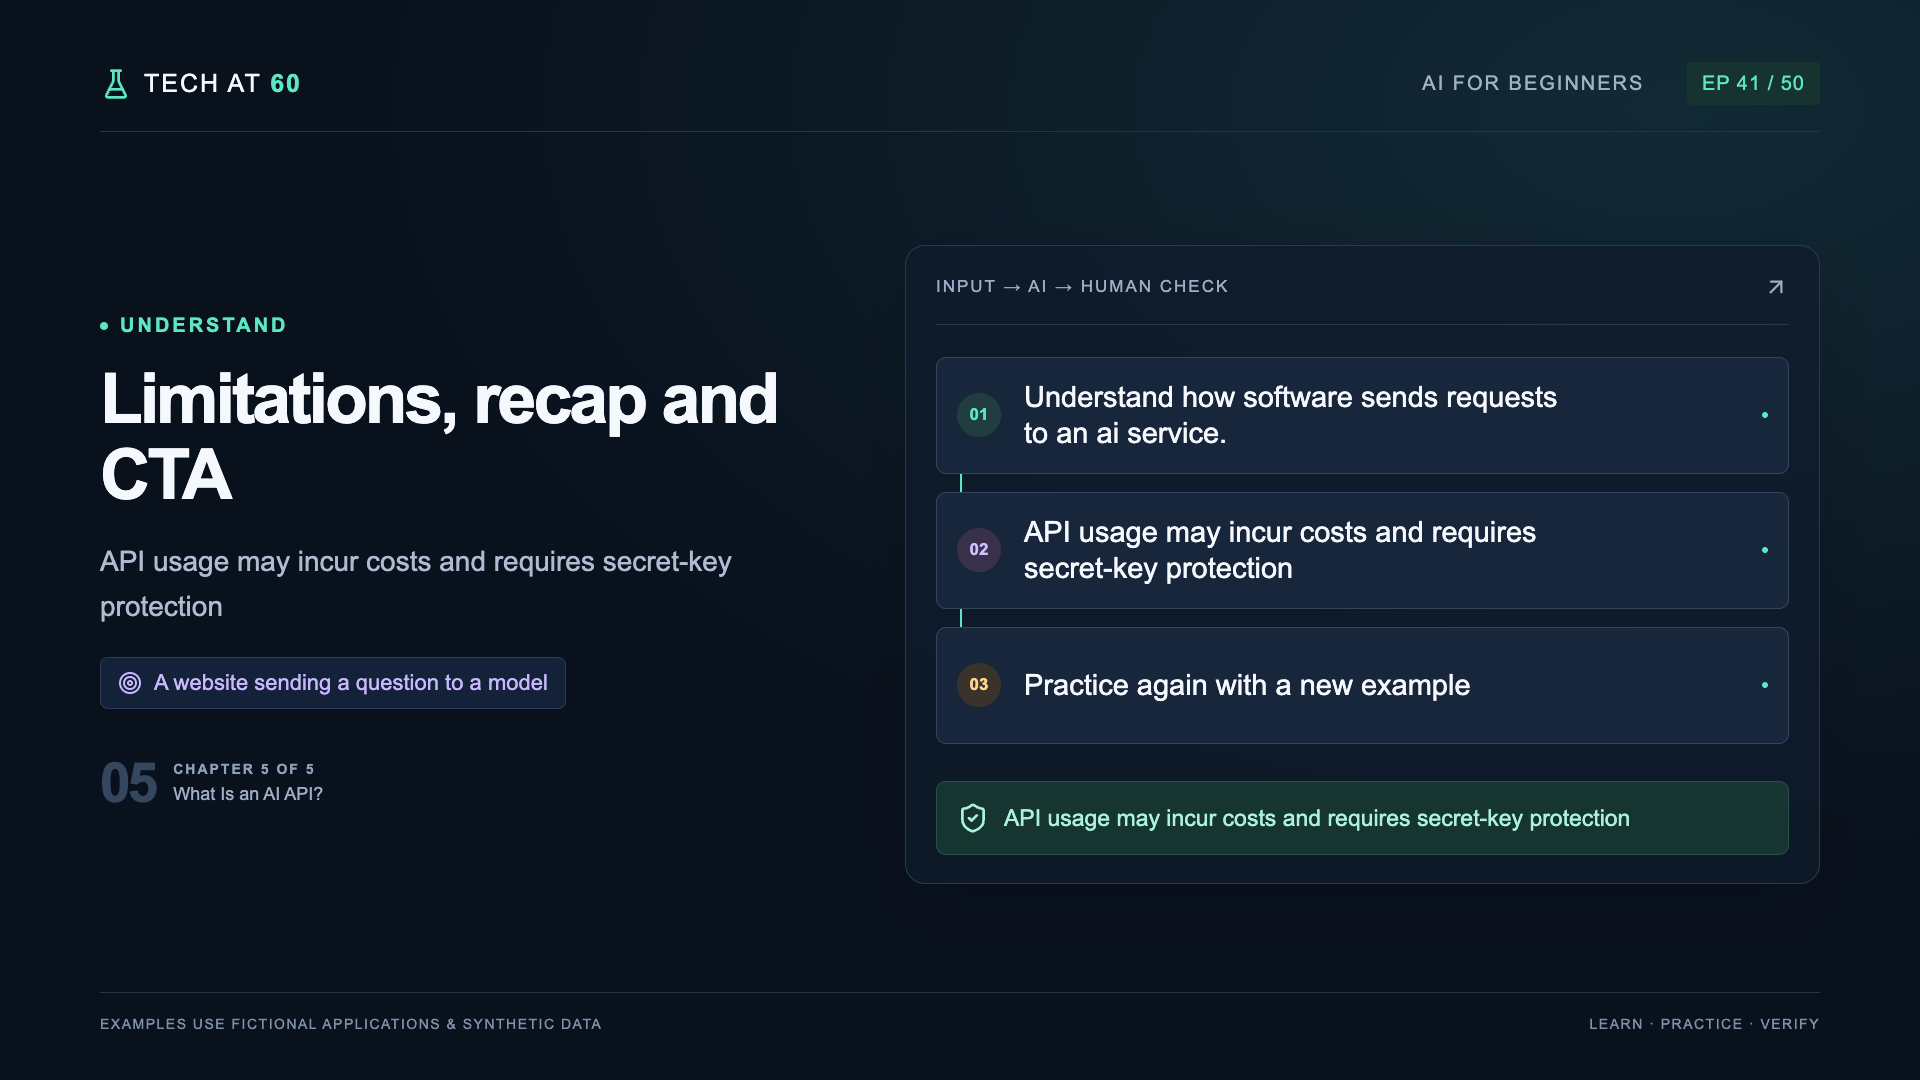 TECH AT 60
AI FOR BEGINNERS
EP 41 / 50
UNDERSTAND
Limitations, recap and
CTA
API usage may incur costs and requires secret-key
protection
A website sending a question to a model
05
CHAPTER 5 OF 5
What Is an AI API?
INPUT → AI → HUMAN CHECK
01
Understand how software sends requests
to an ai service.
02
API usage may incur costs and requires
secret-key protection
03
Practice again with a new example
API usage may incur costs and requires secret-key protection
EXAMPLES USE FICTIONAL APPLICATIONS & SYNTHETIC DATA
LEARN · PRACTICE · VERIFY